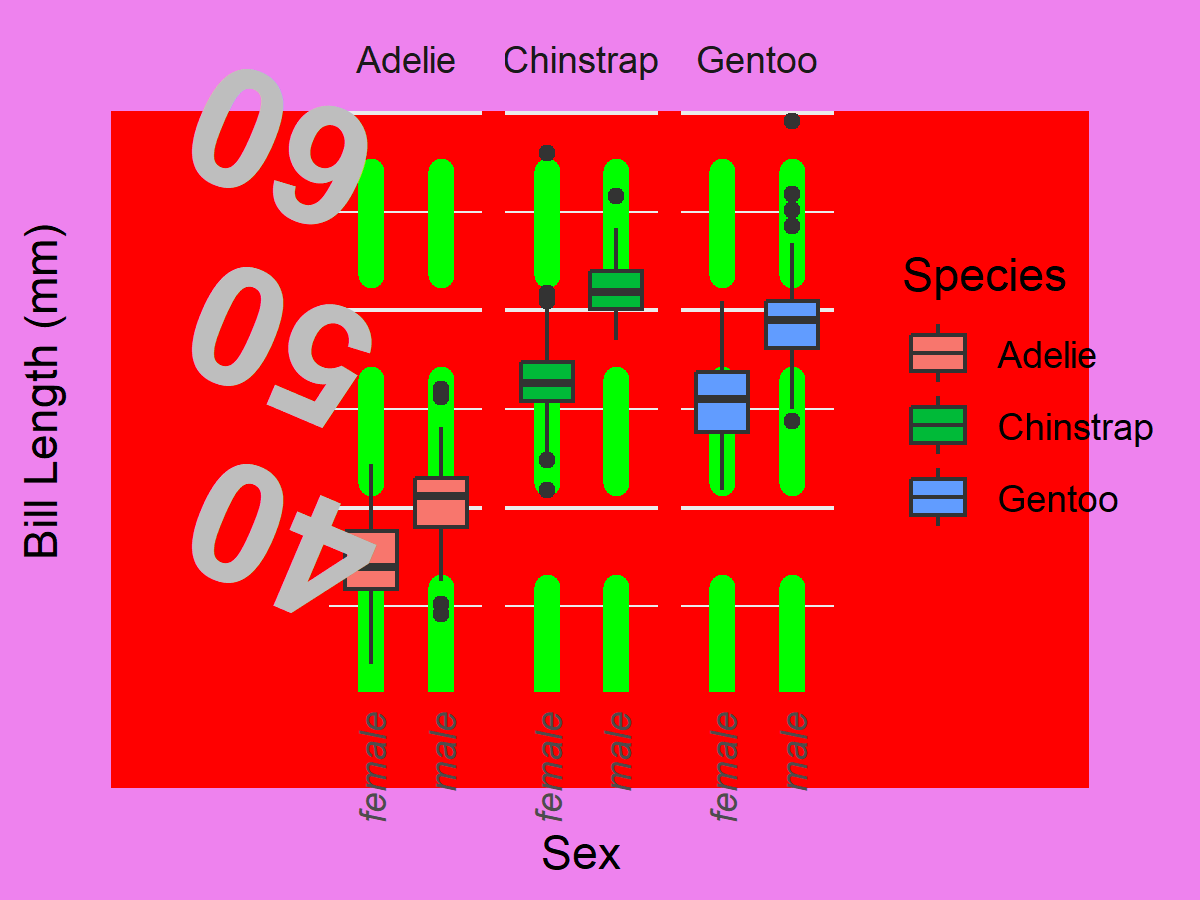 Adelie Chinstrap Gentoo
60
50
40
Bill Length (mm)
female male female male female male
Sex
Species
Adelie
Chinstrap
Gentoo